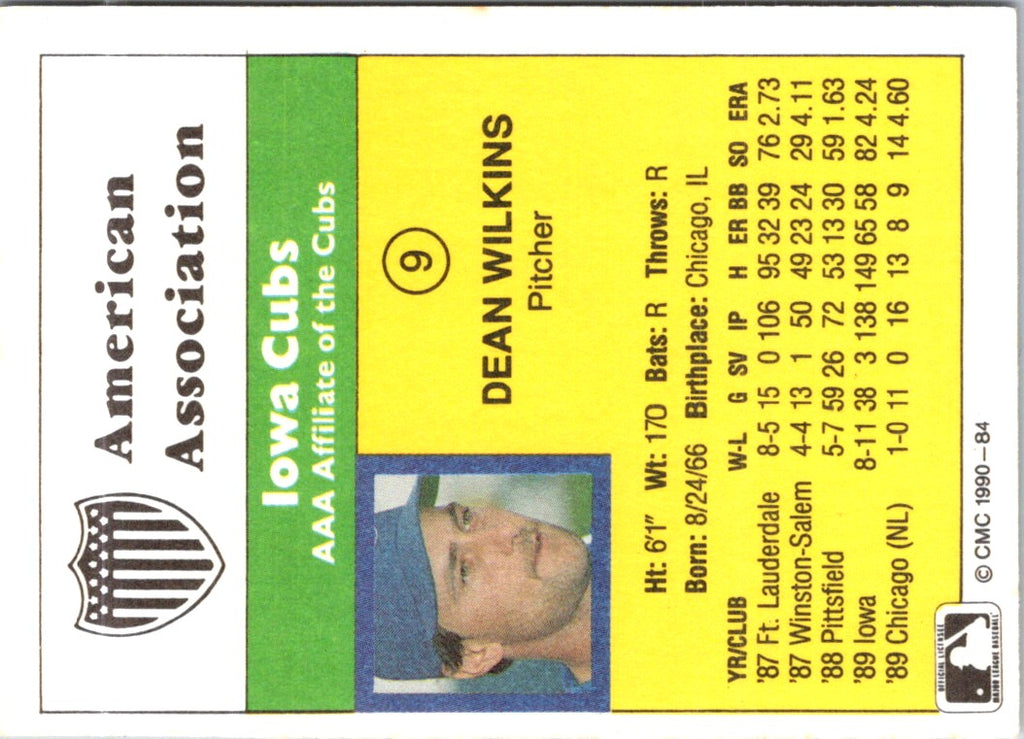 American
Association
Iowa Cubs
AAA Affiliate of the Cubs
9
DEAN WILKINS
Pitcher
Ht: 6'1" Wt: 170 Bats: R Throws: R
Born: 8/24/66 Birthplace: Chicago, IL
YR/CLUB W-L G SV IP H ER BB SO ERA
'87 Ft. Lauderdale 8-5 15 0 106 95 32 39 76 2.73
'87 Winston-Salem 4-4 13 1 50 49 23 24 29 4.11
'88 Pittsfield 5-7 59 26 72 53 13 30 59 1.63
'89 Iowa 8-11 38 3 138 149 65 58 82 4.24
'89 Chicago (NL) 1-0 11 0 16 13 8 9 14 4.60
OFFICIAL LICENSEE
MAJOR LEAGUE BASEBALL
© CMC 1990-84